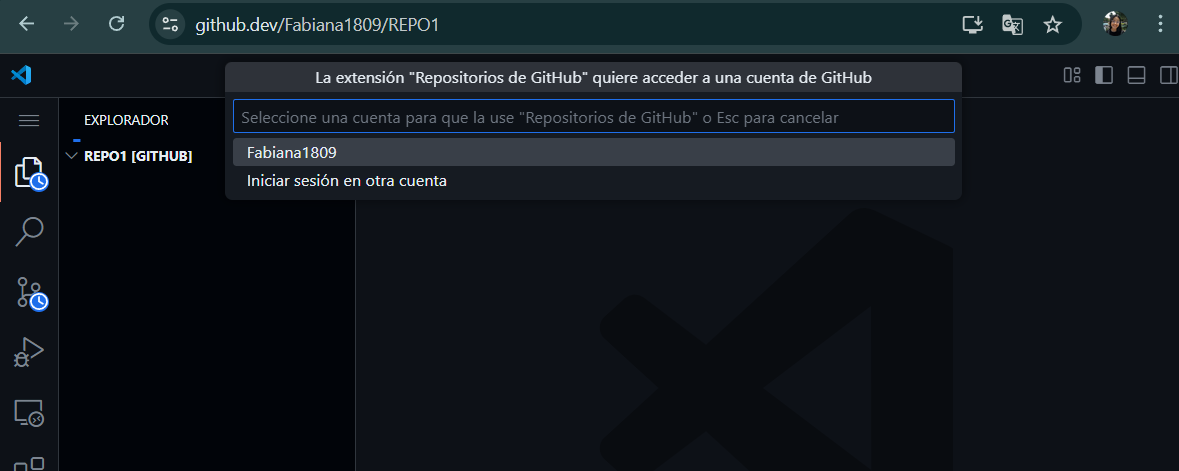 github.dev/Fabiana1809/REPO1
La extensión "Repositorios de GitHub" quiere acceder a una cuenta de GitHub
Seleccione una cuenta para que la use "Repositorios de GitHub" o Esc para cancelar
Fabiana1809
Iniciar sesión en otra cuenta
EXPLORADOR
REPO1 [GITHUB]